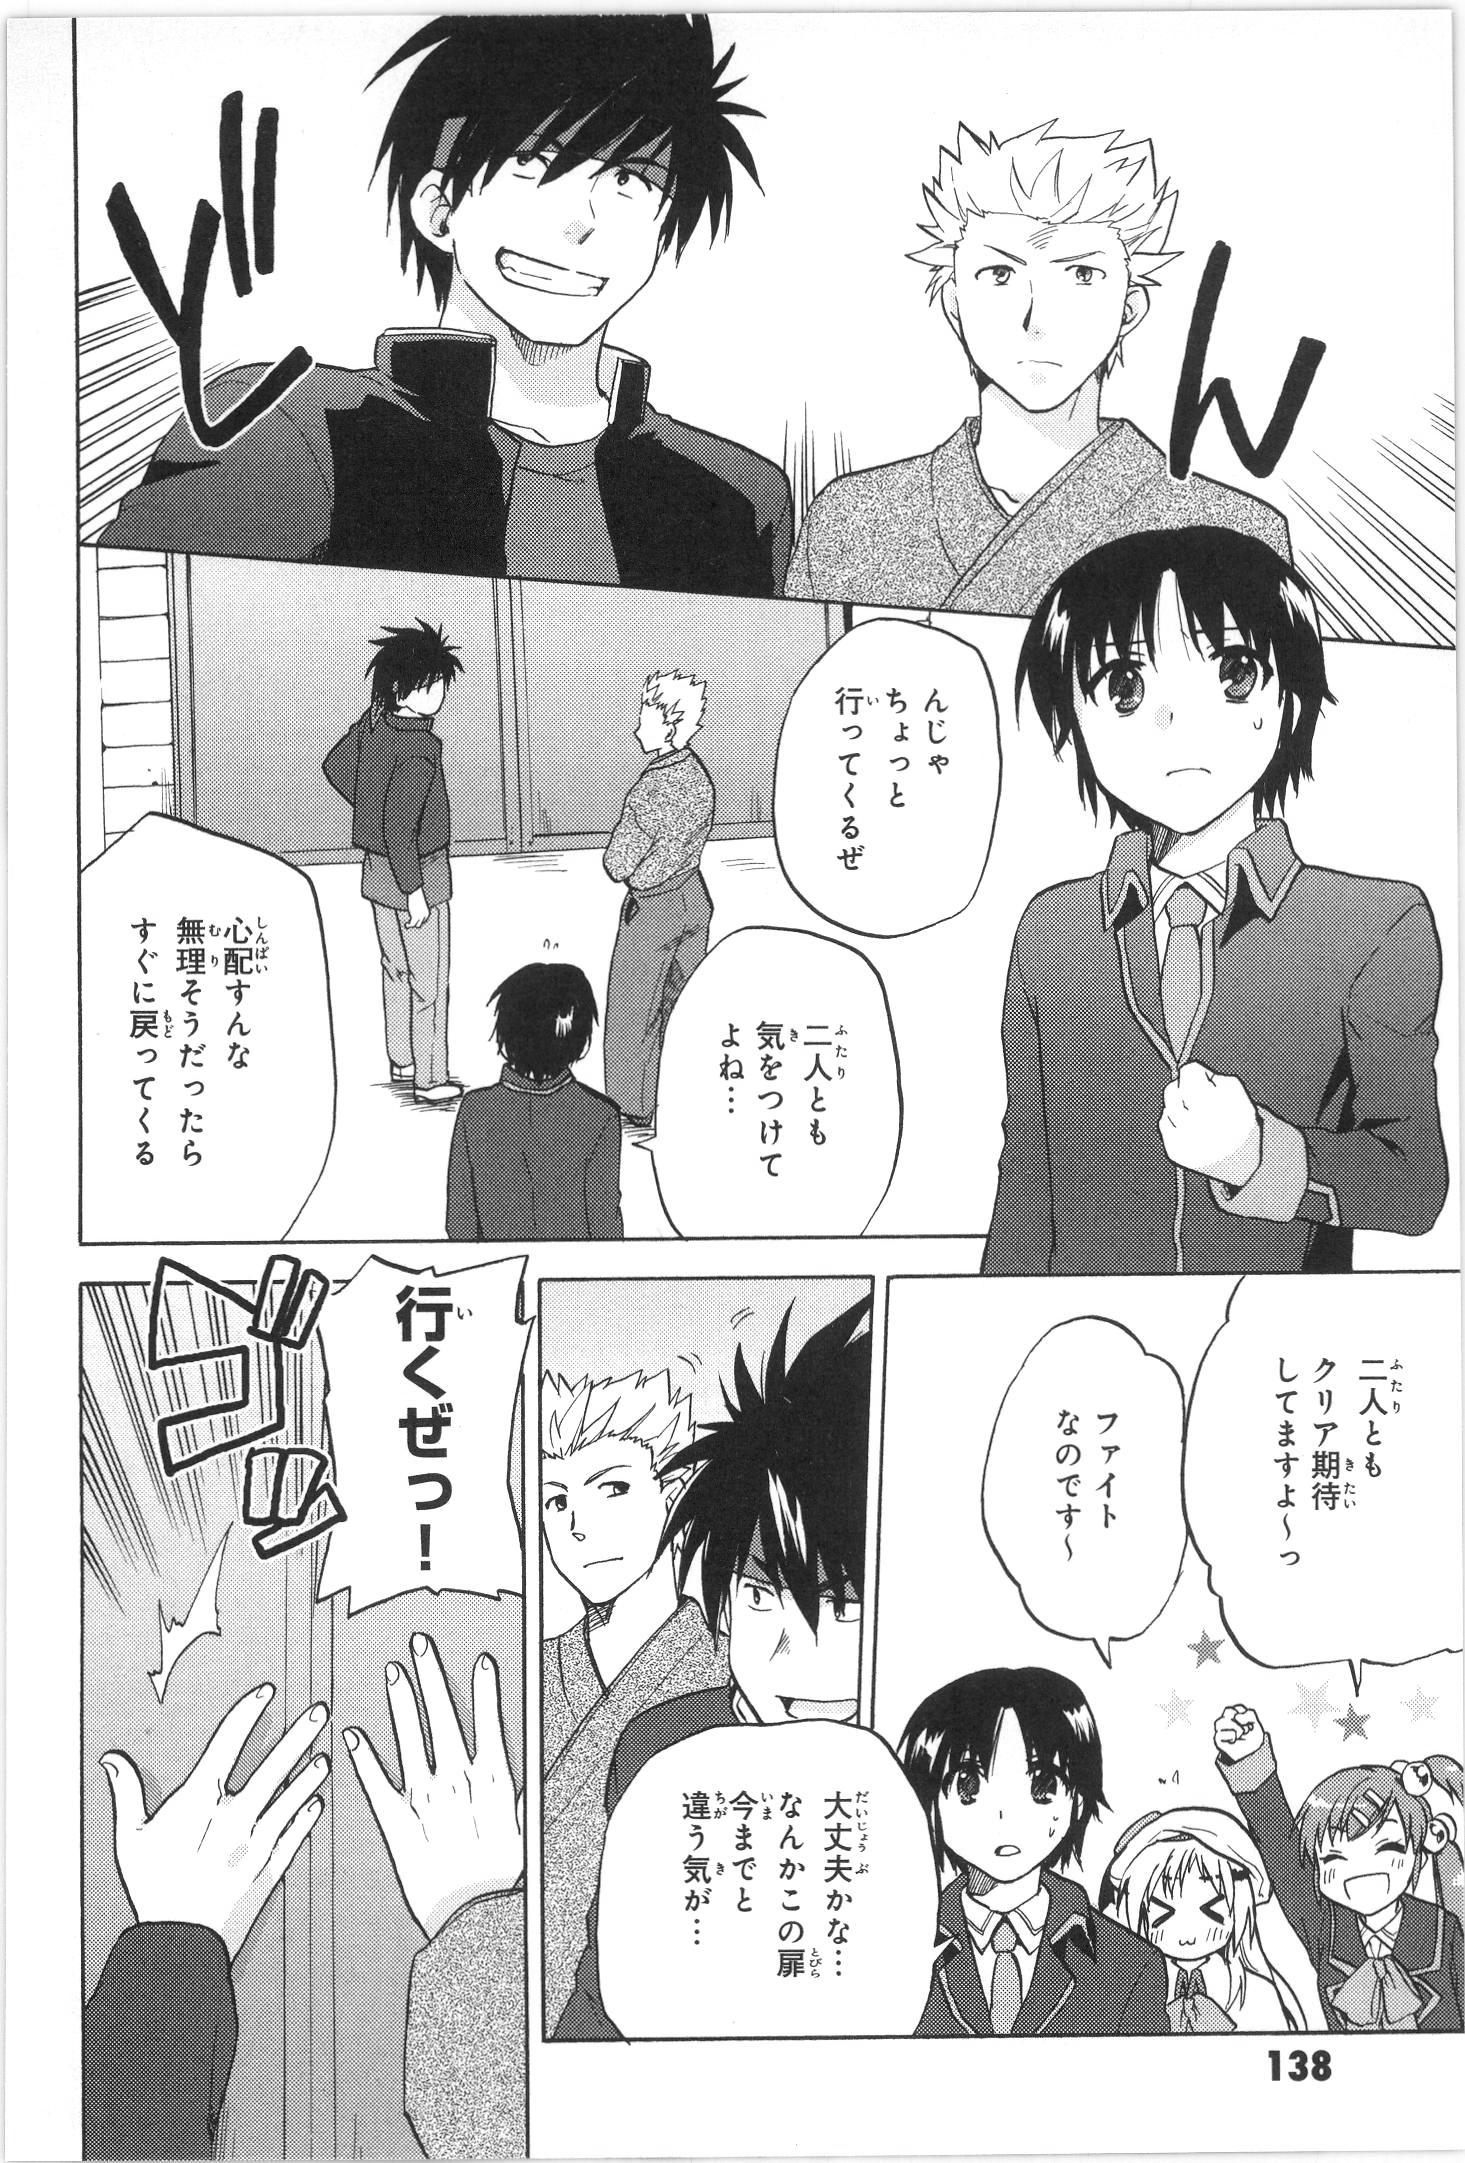 ドン
んじゃ
ちょっと
行ってくるぜ
二人とも
気をつけて
よね…
心配すんな
無理そうだったら
すぐに戻ってくる
二人とも
クリア期待
してますよ～っ
ファイト
なのです～
大丈夫かな…
なんかこの扉
今までと
違う気が…
行くぜっ！
ゴッ
138